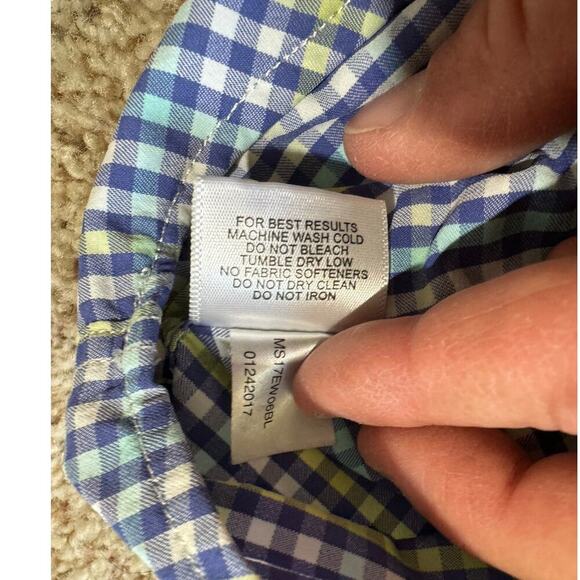 FOR BEST RESULTS
MACHINE WASH COLD
DO NOT BLEACH
TUMBLE DRY LOW
NO FABRIC SOFTENERS
DO NOT DRY CLEAN
DO NOT IRON
MS17EW06BL
01242017